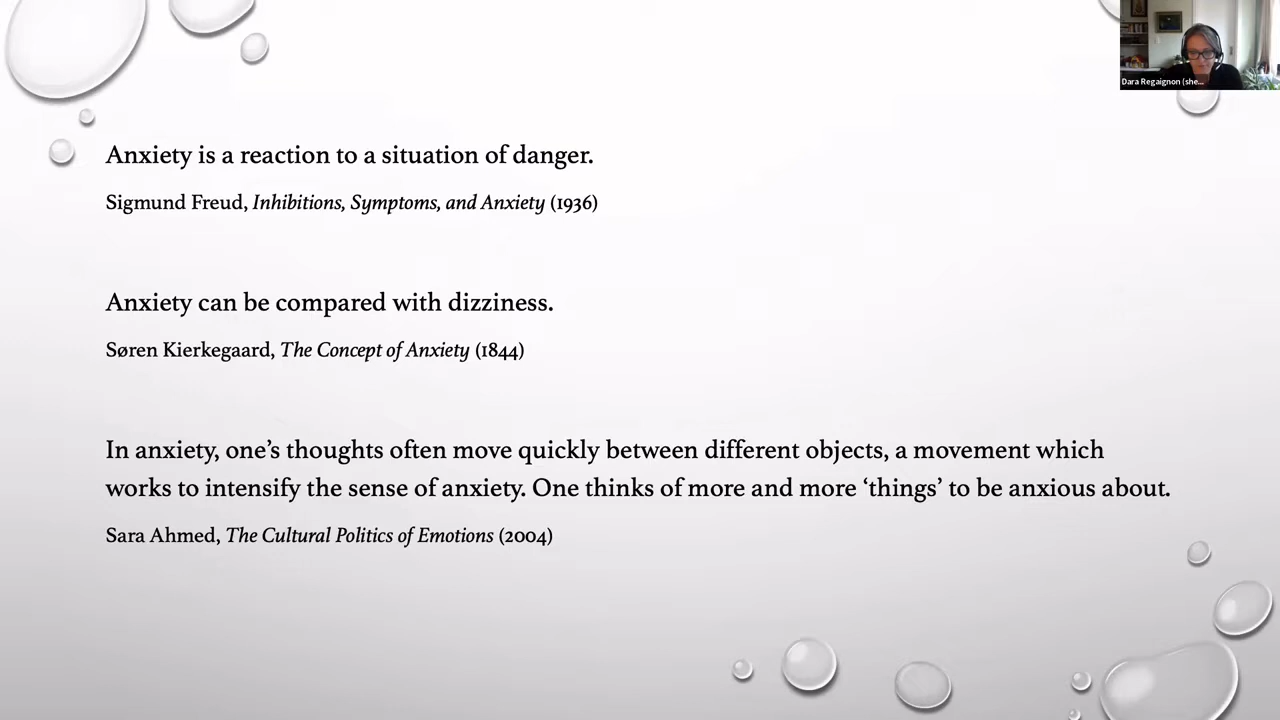 Dara Regaignon (she...
Anxiety is a reaction to a situation of danger.
Sigmund Freud, Inhibitions, Symptoms, and Anxiety (1936)
Anxiety can be compared with dizziness.
Søren Kierkegaard, The Concept of Anxiety (1844)
In anxiety, one’s thoughts often move quickly between different objects, a movement which
works to intensify the sense of anxiety. One thinks of more and more ‘things’ to be anxious about.
Sara Ahmed, The Cultural Politics of Emotions (2004)